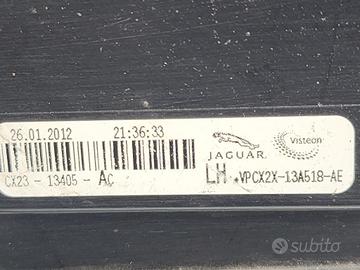 26.01.2012 21:36:33
Visteon
JAGUAR
CX23 - 13405 - AC LH .VPCX2X-13A518-AE
subito